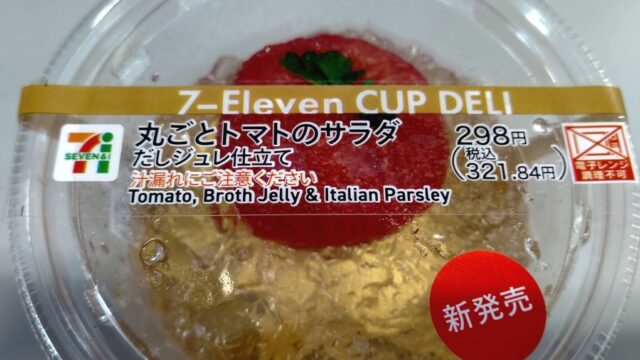 7-Eleven CUP DELI
SEVEN&i
丸ごとトマトのサラダ
だしジュレ仕立て
汁漏れにご注意ください
Tomato, Broth Jelly & Italian Parsley
298円
(税込
321.84円)
電子レンジ
調理不可
新発売